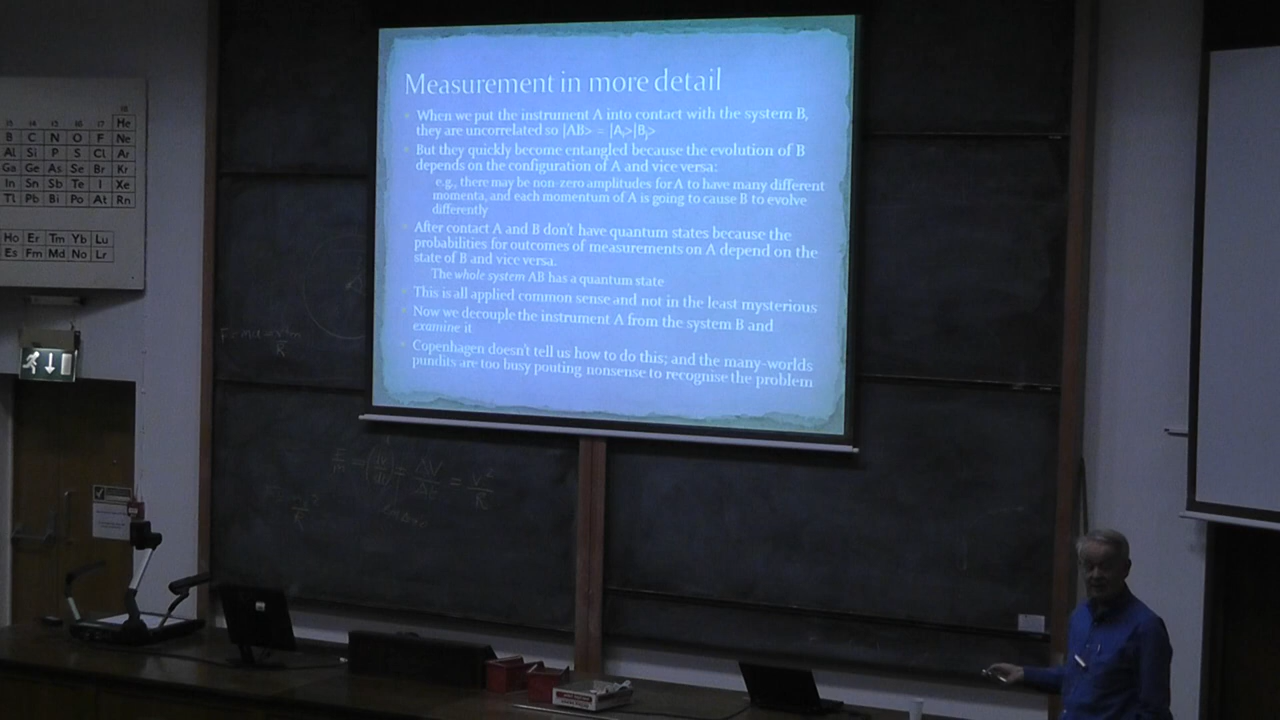 Measurement in more detail
When we put the instrument A into contact with the system B,
they are uncorrelated so |AB> = |Ai>|Bj>
But they quickly become entangled because the evolution of B
depends on the configuration of A and vice versa:
e.g., there may be non-zero amplitudes for A to have many different
momenta, and each momentum of A is going to cause B to evolve
differently
After contact A and B don't have quantum states because the
probabilities for outcomes of measurements on A depend on the
state of B and vice versa.
The whole system AB has a quantum state
This is all applied common sense and not in the least mysterious
Now we decouple the instrument A from the system B and
examine it
Copenhagen doesn't tell us how to do this; and the many-worlds
pundits are too busy pouting nonsense to recognise the problem
18
13 14 15 16 17 He
B C N O F Ne
Al Si P S Cl Ar
Ga Ge As Se Br Kr
In Sn Sb Te I Xe
Tl Pb Bi Po At Rn
Ho Er Tm Yb Lu
Es Fm Md No Lr